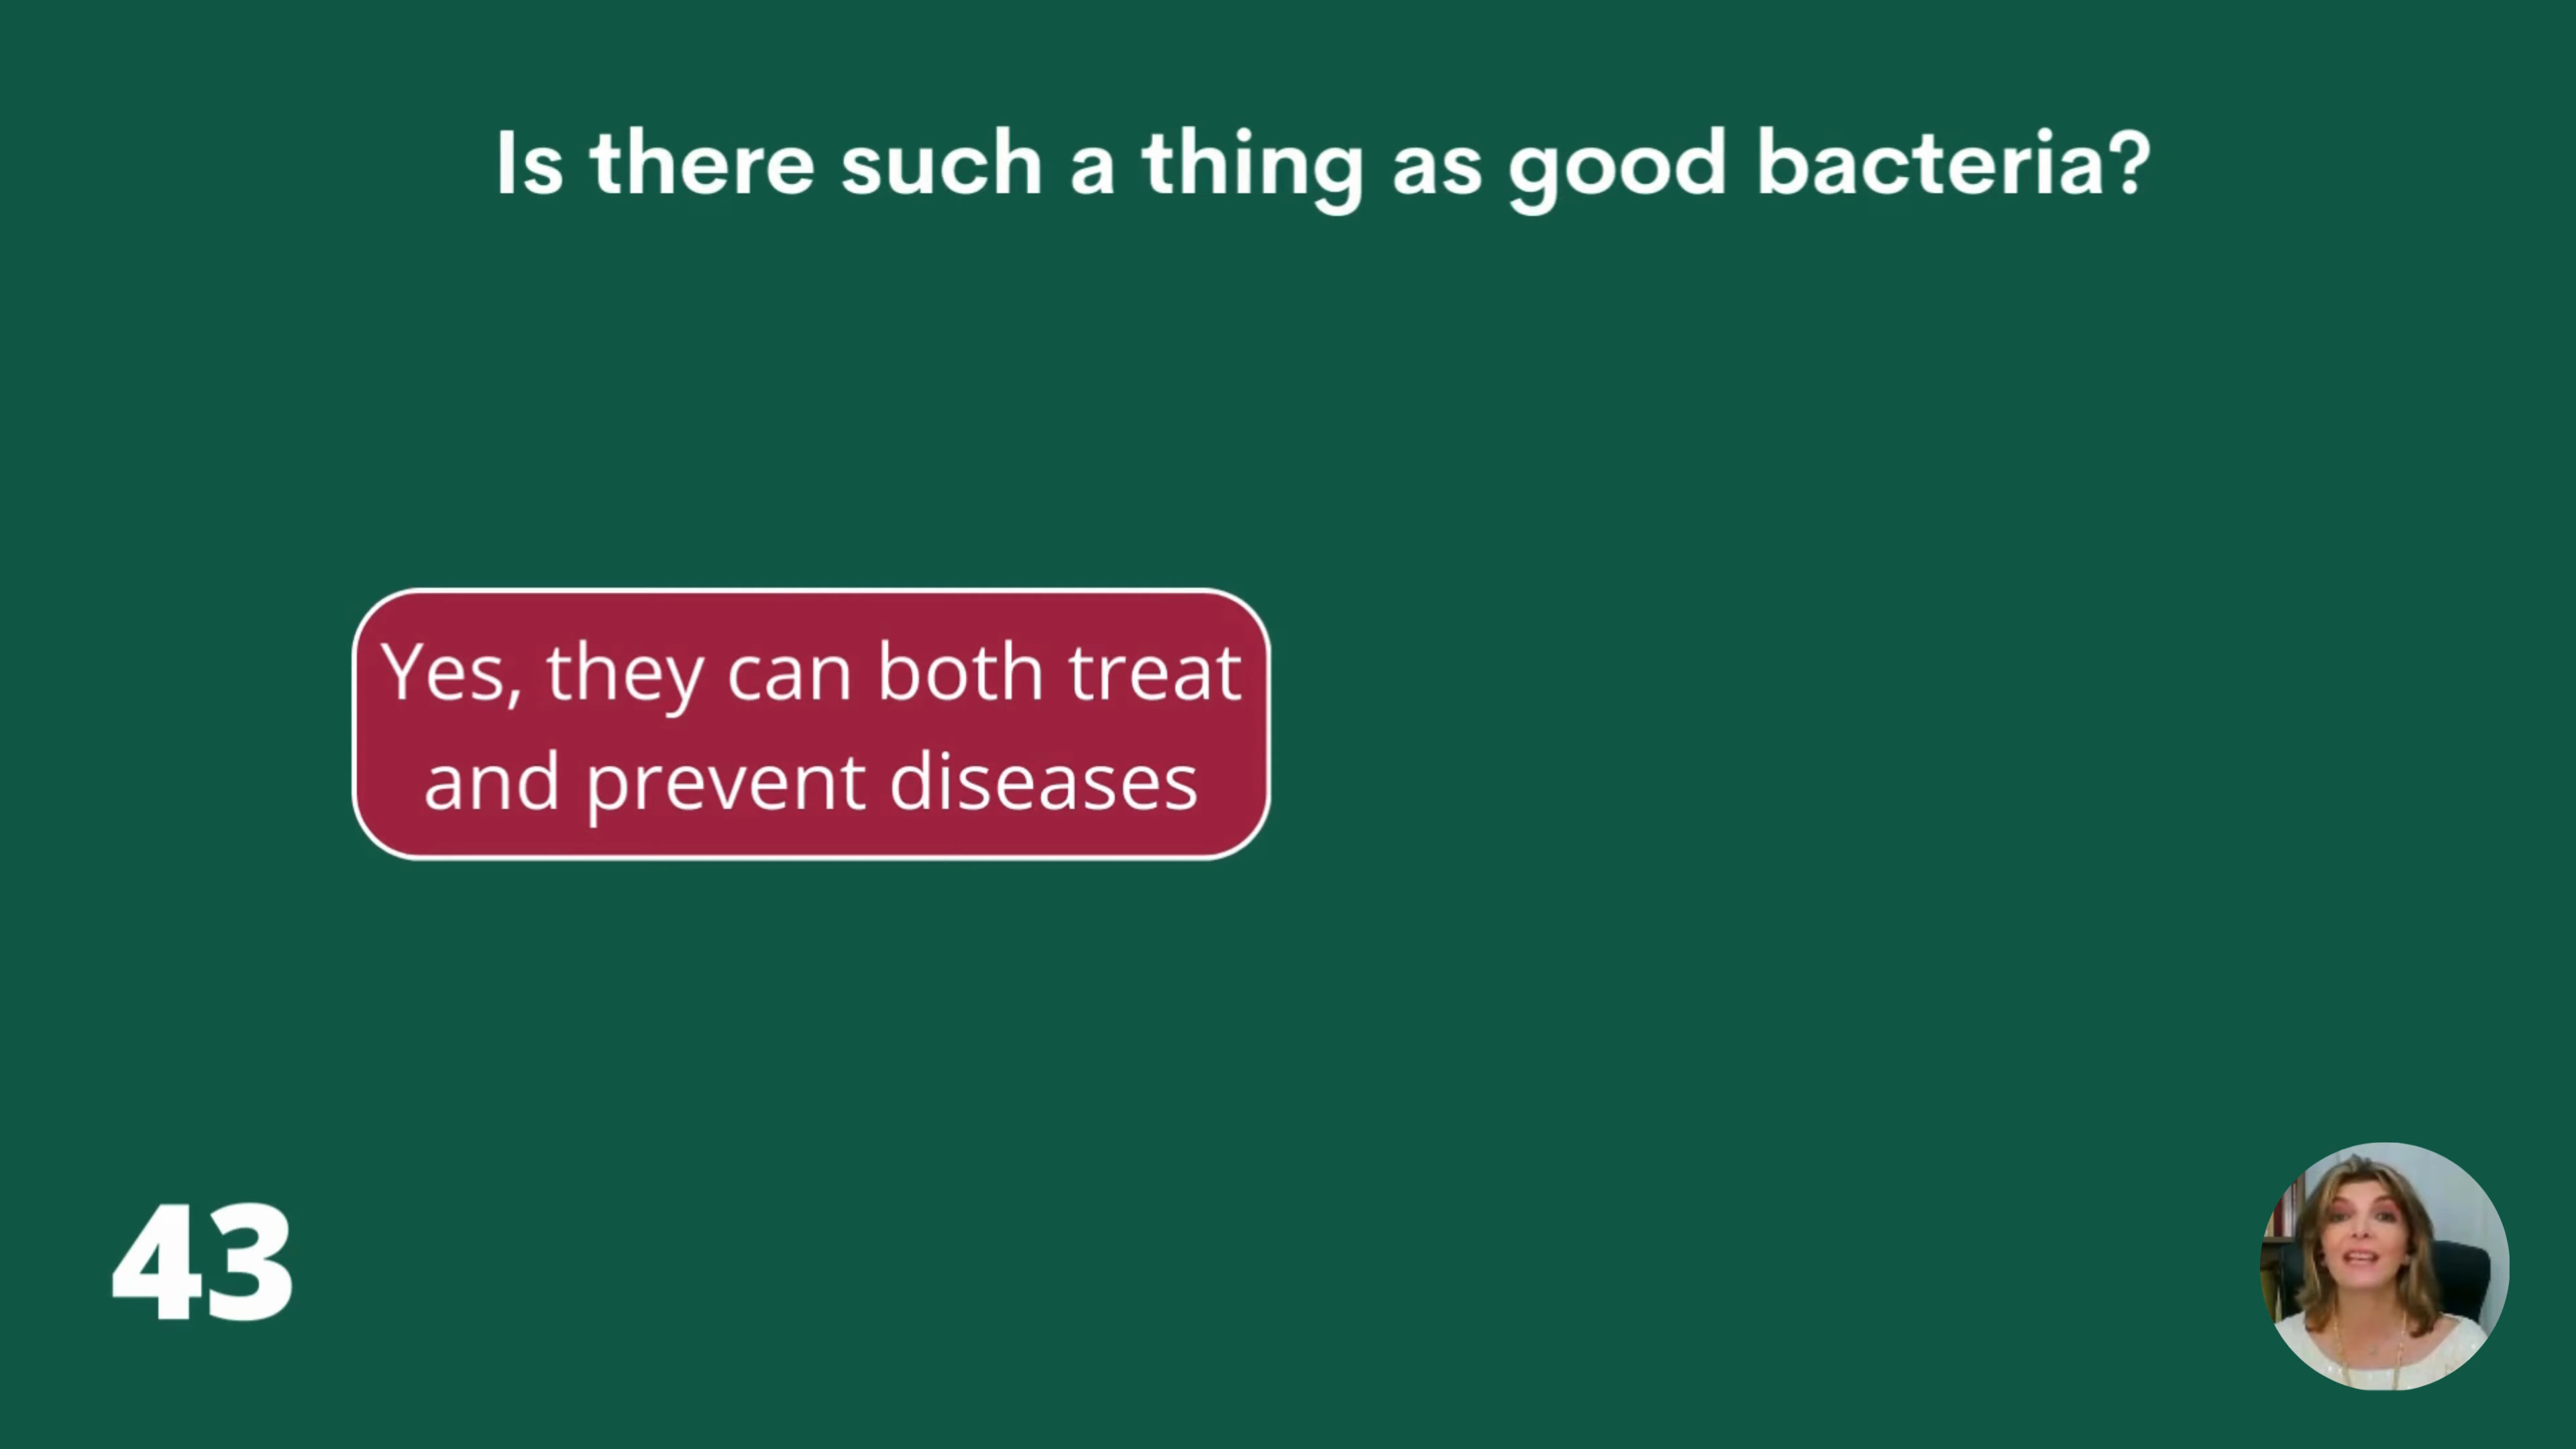 Is there such a thing as good bacteria?
Yes, they can both treat
and prevent diseases
43